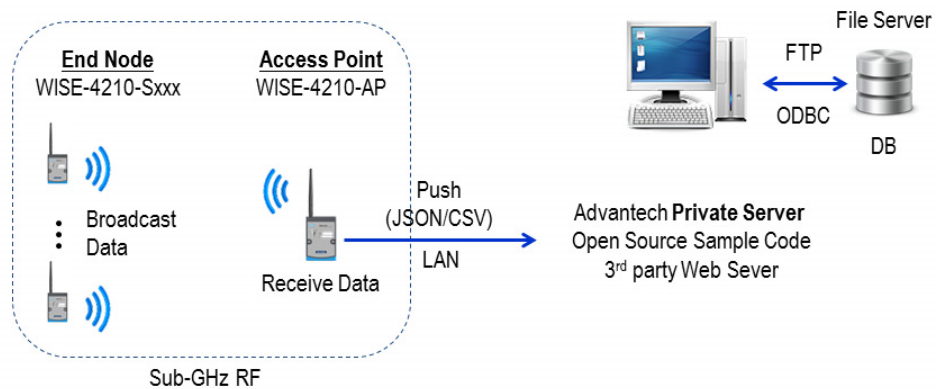 End Node
WISE-4210-Sxxx
Access Point
WISE-4210-AP
Broadcast
Data
Receive Data
Sub-GHz RF
Push
(JSON/CSV)
LAN
File Server
FTP
ODBC
DB
Advantech Private Server
Open Source Sample Code
3rd party Web Sever